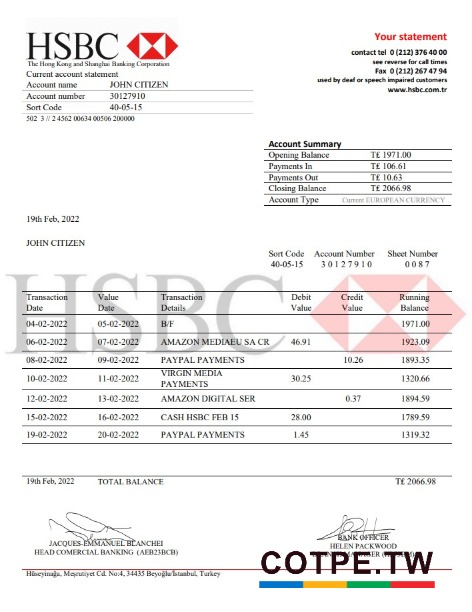 HSBC
The Hong Kong and Shanghai Banking Corporation
Current account statement
Account name JOHN CITIZEN
Account number 30127910
Sort Code 40-05-15
502 3 // 2 4562 00634 00506 200000
Your statement
contact tel 0 (212) 376 40 00
see reverse for call times
Fax 0 (212) 267 47 94
used by deaf or speech impaired customers
www.hsbc.com.tr
Account Summary
Opening Balance T£ 1971.00
Payments In T£ 106.61
Payments Out T£ 10.63
Closing Balance T£ 2066.98
Account Type Current EUROPEAN CURRENCY
19th Feb, 2022
JOHN CITIZEN
Sort Code Account Number Sheet Number
40-05-15 3 0 1 2 7 9 1 0 0 0 8 7
HSBC
Transaction Date Value Date Transaction Details Debit Value Credit Value Running Balance
04-02-2022 05-02-2022 B/F 1971.00
06-02-2022 07-02-2022 AMAZON MEDIAEU SA CR 46.91 1923.09
08-02-2022 09-02-2022 PAYPAL PAYMENTS 10.26 1893.35
10-02-2022 11-02-2022 VIRGIN MEDIA PAYMENTS 30.25 1320.66
12-02-2022 13-02-2022 AMAZON DIGITAL SER 0.37 1894.59
15-02-2022 16-02-2022 CASH HSBC FEB 15 28.00 1789.59
19-02-2022 20-02-2022 PAYPAL PAYMENTS 1.45 1319.32
19th Feb, 2022 TOTAL BALANCE T£ 2066.98
JACQUES-EMMANUEL BLANCHEI
HEAD COMERCIAL BANKING (AEB23BCB)
BANK OFFICER
HELEN PACKWOOD
COTPE.TW
Hüseyinağa, Meşrutiyet Cd. No:4, 34435 Beyoğlu/İstanbul, Turkey